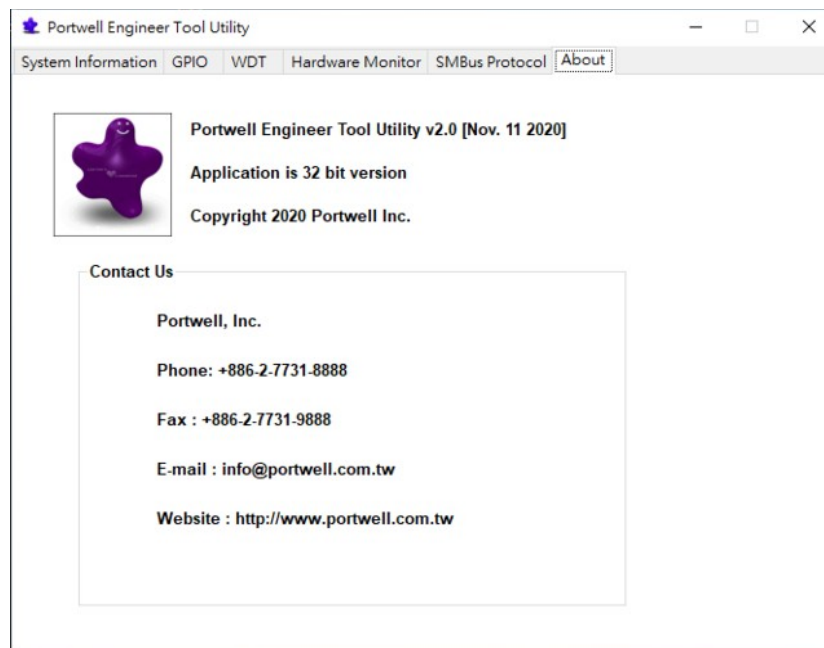 Portwell Engineer Tool Utility
System Information GPIO WDT Hardware Monitor SMBus Protocol About
Portwell Engineer Tool Utility v2.0 [Nov. 11 2020]
Application is 32 bit version
Copyright 2020 Portwell Inc.
Contact Us
Portwell, Inc.
Phone: +886-2-7731-8888
Fax : +886-2-7731-9888
E-mail : info@portwell.com.tw
Website : http://www.portwell.com.tw